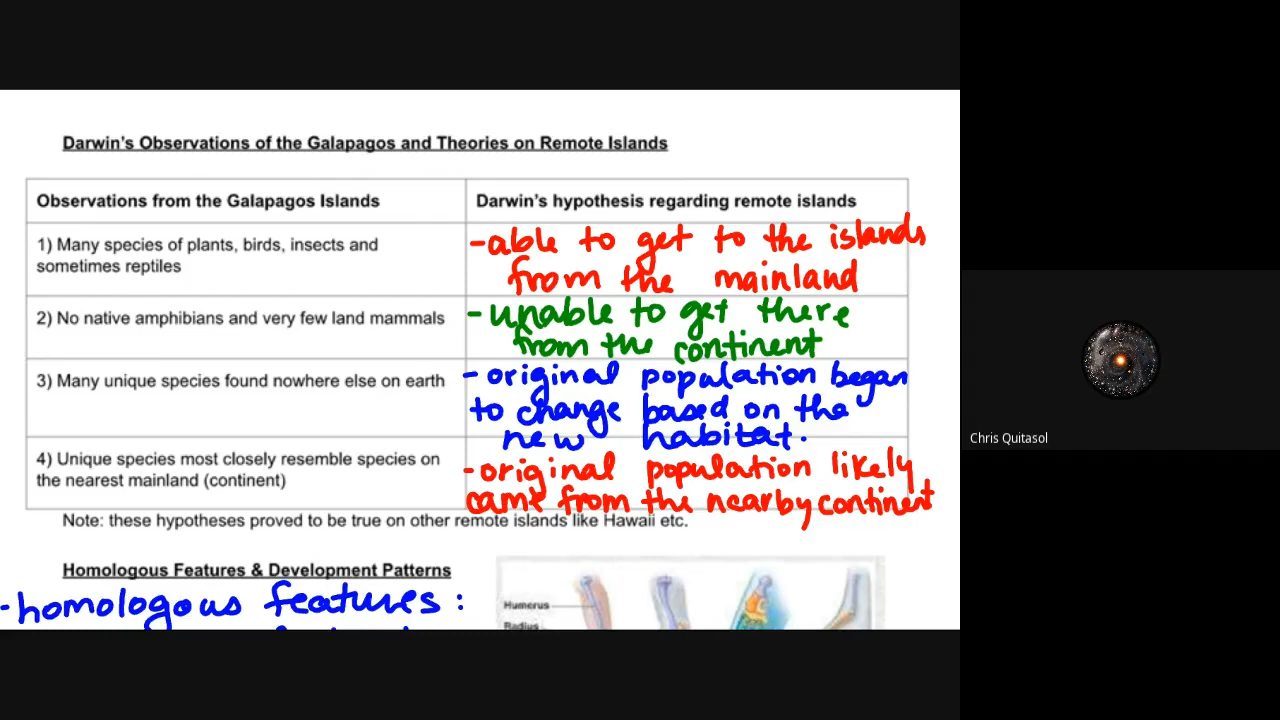 Darwin's Observations of the Galapagos and Theories on Remote Islands
Observations from the Galapagos Islands
Darwin's hypothesis regarding remote islands
1) Many species of plants, birds, insects and
sometimes reptiles
-able to get to the islands
from the mainland
2) No native amphibians and very few land mammals
-unable to get there
from the continent
3) Many unique species found nowhere else on earth
-original population began
to change based on the
new habitat.
4) Unique species most closely resemble species on
the nearest mainland (continent)
-original population likely
came from the nearby continent
Note: these hypotheses proved to be true on other remote islands like Hawaii etc.
Homologous Features & Development Patterns
-homologous features:
Humerus
Radius
Chris Quitasol